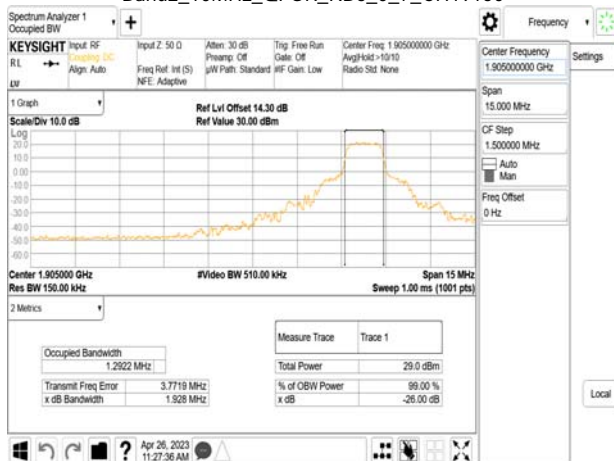 Spectrum Analyzer 1
Occupied BW
+
Frequency
KEYSIGHT
Input: RF
Coupling: DC
Align: Auto
Input Z: 50 Ω
Freq Ref: Int (S)
NFE: Adaptive
Atten: 30 dB
Preamp: Off
µW Path: Standard
Trig: Free Run
Gate: Off
#IF Gain: Low
Center Freq: 1.905000000 GHz
Avg|Hold:>10/10
Radio Std: None
RL
LXI
1 Graph
Ref Lvl Offset 14.30 dB
Scale/Div 10.0 dB
Ref Value 30.00 dBm
Log
20.0
10.0
0.00
-10.0
-20.0
-30.0
-40.0
-50.0
-60.0
Center 1.905000 GHz
#Video BW 510.00 kHz
Span 15 MHz
Res BW 150.00 kHz
Sweep 1.00 ms (1001 pts)
2 Metrics
Measure Trace
Trace 1
Occupied Bandwidth
1.2922 MHz
Total Power
29.0 dBm
Transmit Freq Error
3.7719 MHz
% of OBW Power
99.00 %
x dB Bandwidth
1.928 MHz
x dB
-26.00 dB
Center Frequency
1.905000000 GHz
Settings
Span
15.000 MHz
CF Step
1.500000 MHz
Auto
Man
Freq Offset
0 Hz
Local
?
Apr 26, 2023
11:27:36 AM